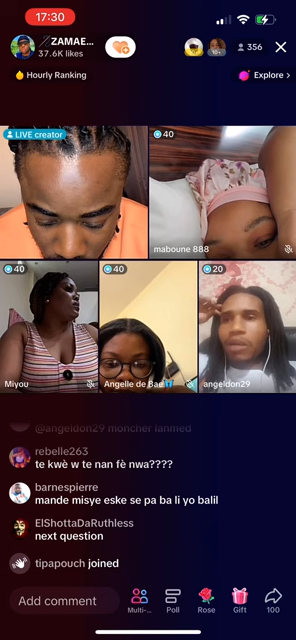 17:30
ZAMAE...
37.6K likes
356
Hourly Ranking
Explore >
LIVE creator
40
maboune 888
40
40
20
Miyou
Angelle de Bae
angeldon29
@angeldon29 moncher lanmed
rebelle263
te kwè w te nan fè nwa????
barnespierre
mande misye eske se pa ba li yo balil
ElShottaDaRuthless
next question
tipapouch joined
Add comment
Multi-...
Poll
Rose
Gift
100